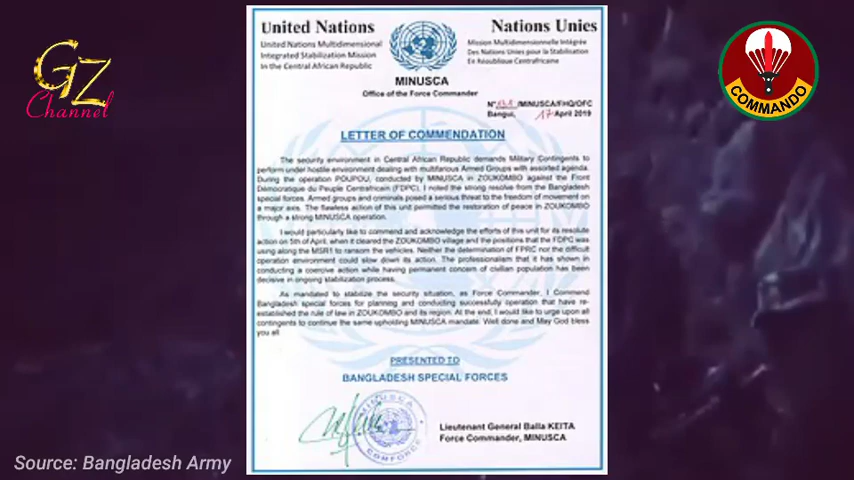 GZ
Channel
United Nations
Nations Unies
United Nations Multidimensional
Integrated Stabilization Mission
in the Central African Republic
Mission Multidimensionnelle Intégrée
Des Nations Unies pour la Stabilisation
En République Centrafricaine
MINUSCA
Office of the Force Commander
N° /MINUSCA/FHQ/OFC
Bangui, 17 April 2019
COMMANDO
LETTER OF COMMENDATION
The security environment in Central African Republic demands Military Contingents to
perform under hostile environment dealing with multifarious Armed Groups with assorted agenda.
During the operation POUPOU, conducted by MINUSCA in ZOUKOMBO against the Front
Démocratique du Peuple Centrafricain (FDPC), I noted the strong resolve from the Bangladesh
special forces. Armed groups and criminals posed a serious threat to the freedom of movement on
a major axis. The flawless action of this unit permitted the restoration of peace in ZOUKOMBO
through a strong MINUSCA operation.
I would particularly like to commend and acknowledge the efforts of this unit for its resolute
action on 5th of April, when it cleared the ZOUKOMBO village and the positions that the FDPC was
using along the MSR1 to ransom the vehicles. Neither the determination of FPRC nor the difficult
operation environment could slow down its action. The professionalism that it has shown in
conducting a coercive action while having permanent concern of civilian population has been
decisive in ongoing stabilization process.
As mandated to stabilize the security situation, as Force Commander, I Commend
Bangladesh special forces for planning and conducting successfully operation that have re-
established the rule of law in ZOUKOMBO and its region. At the end, I would like to urge upon all
contingents to continue the same upholding MINUSCA mandate. Well done and May God bless
you all
PRESENTED TO
BANGLADESH SPECIAL FORCES
MINUSCA
COMFORCE
Lieutenant General Balla KEITA
Force Commander, MINUSCA
Source: Bangladesh Army